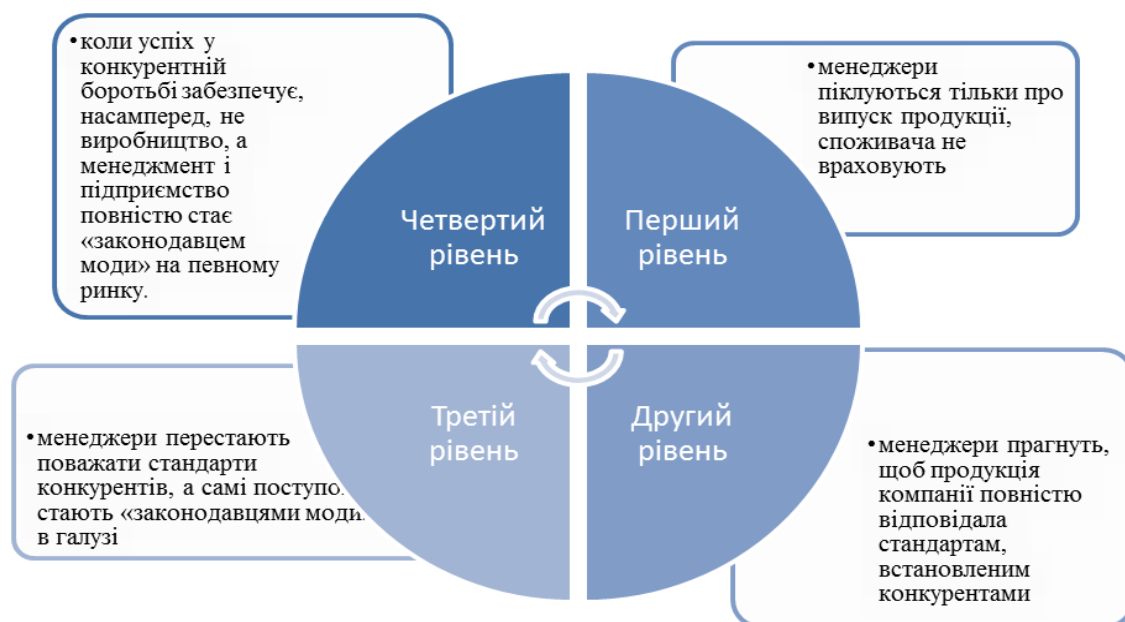 •коли успіх у
конкурентній
боротьбі забезпечує,
насамперед, не
виробництво, а
менеджмент і
підприємство
повністю стає
«законодавцем
моди» на певному
ринку.
•менеджери
піклуються тільки про
випуск продукції,
споживача не
враховують
Четвертий
рівень
Перший
рівень
Третій
рівень
Другий
рівень
•менеджери перестають
поважати стандарти
конкурентів, а самі
стають «законодавцями
в галузі
•менеджери прагнуть,
щоб продукція
компанії повністю
відповідала
стандартам,
встановленим
конкурентами